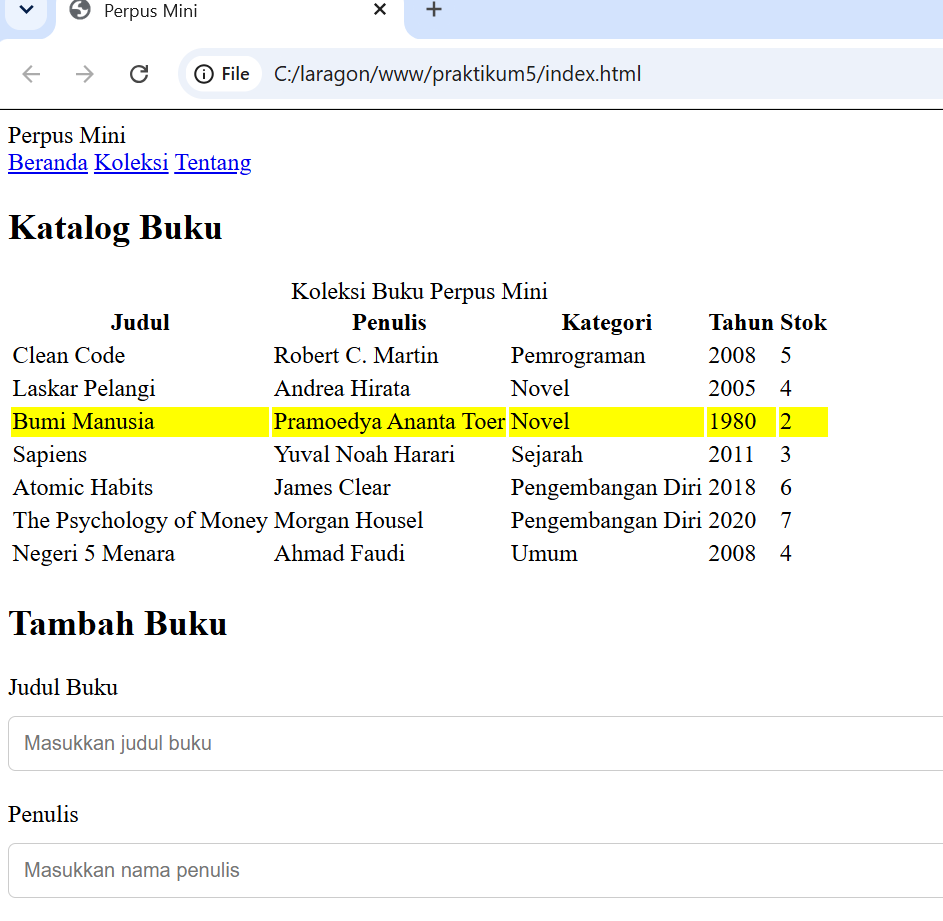 Perpus Mini
File C:/laragon/www/praktikum5/index.html
Perpus Mini
Beranda Koleksi Tentang
Katalog Buku
Koleksi Buku Perpus Mini
Judul Penulis Kategori Tahun Stok
Clean Code Robert C. Martin Pemrograman 2008 5
Laskar Pelangi Andrea Hirata Novel 2005 4
Bumi Manusia Pramoedya Ananta Toer Novel 1980 2
Sapiens Yuval Noah Harari Sejarah 2011 3
Atomic Habits James Clear Pengembangan Diri 2018 6
The Psychology of Money Morgan Housel Pengembangan Diri 2020 7
Negeri 5 Menara Ahmad Faudi Umum 2008 4
Tambah Buku
Judul Buku
Masukkan judul buku
Penulis
Masukkan nama penulis